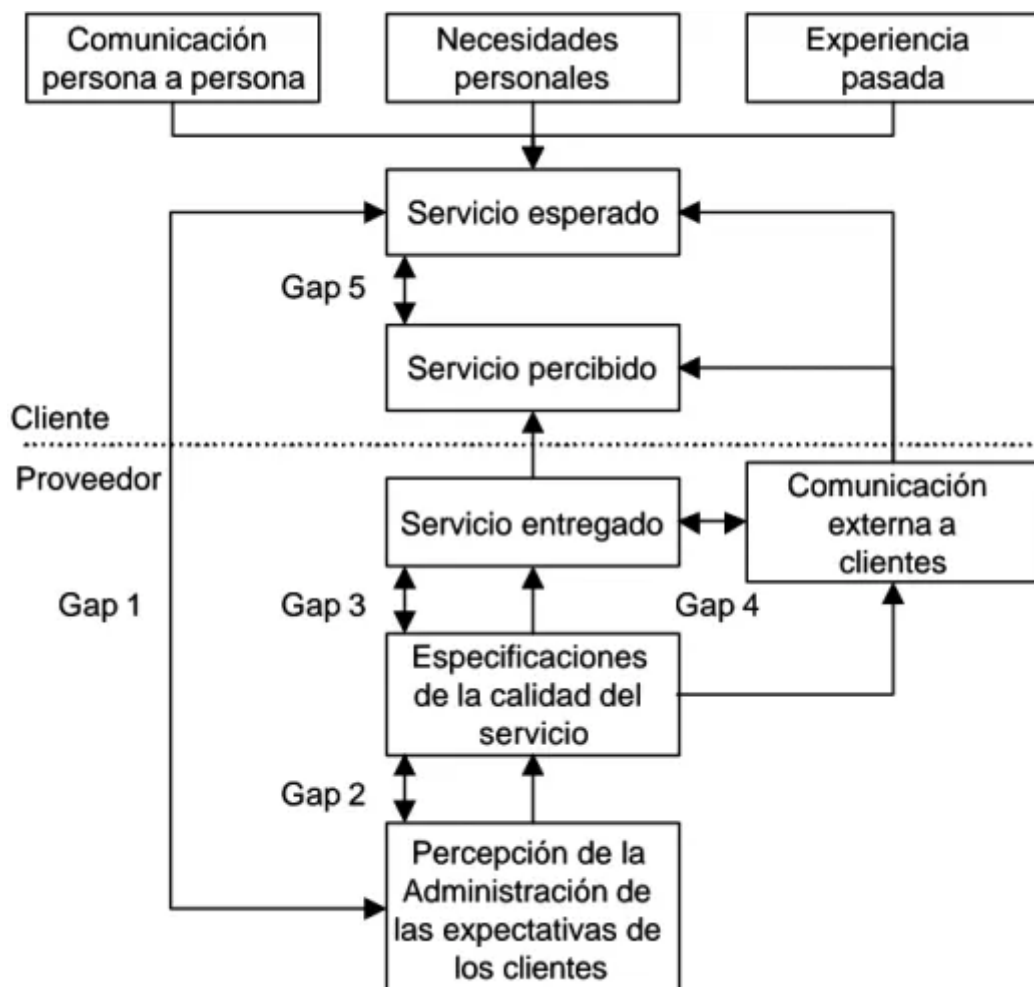 Comunicación
persona a persona
Necesidades
personales
Experiencia
pasada
Servicio esperado
Gap 5
Servicio percibido
Cliente
Proveedor
Servicio entregado
Comunicación
externa a
clientes
Gap 1
Gap 3
Gap 4
Especificaciones
de la calidad del
servicio
Gap 2
Percepción de la
Administración de
las expectativas de
los clientes